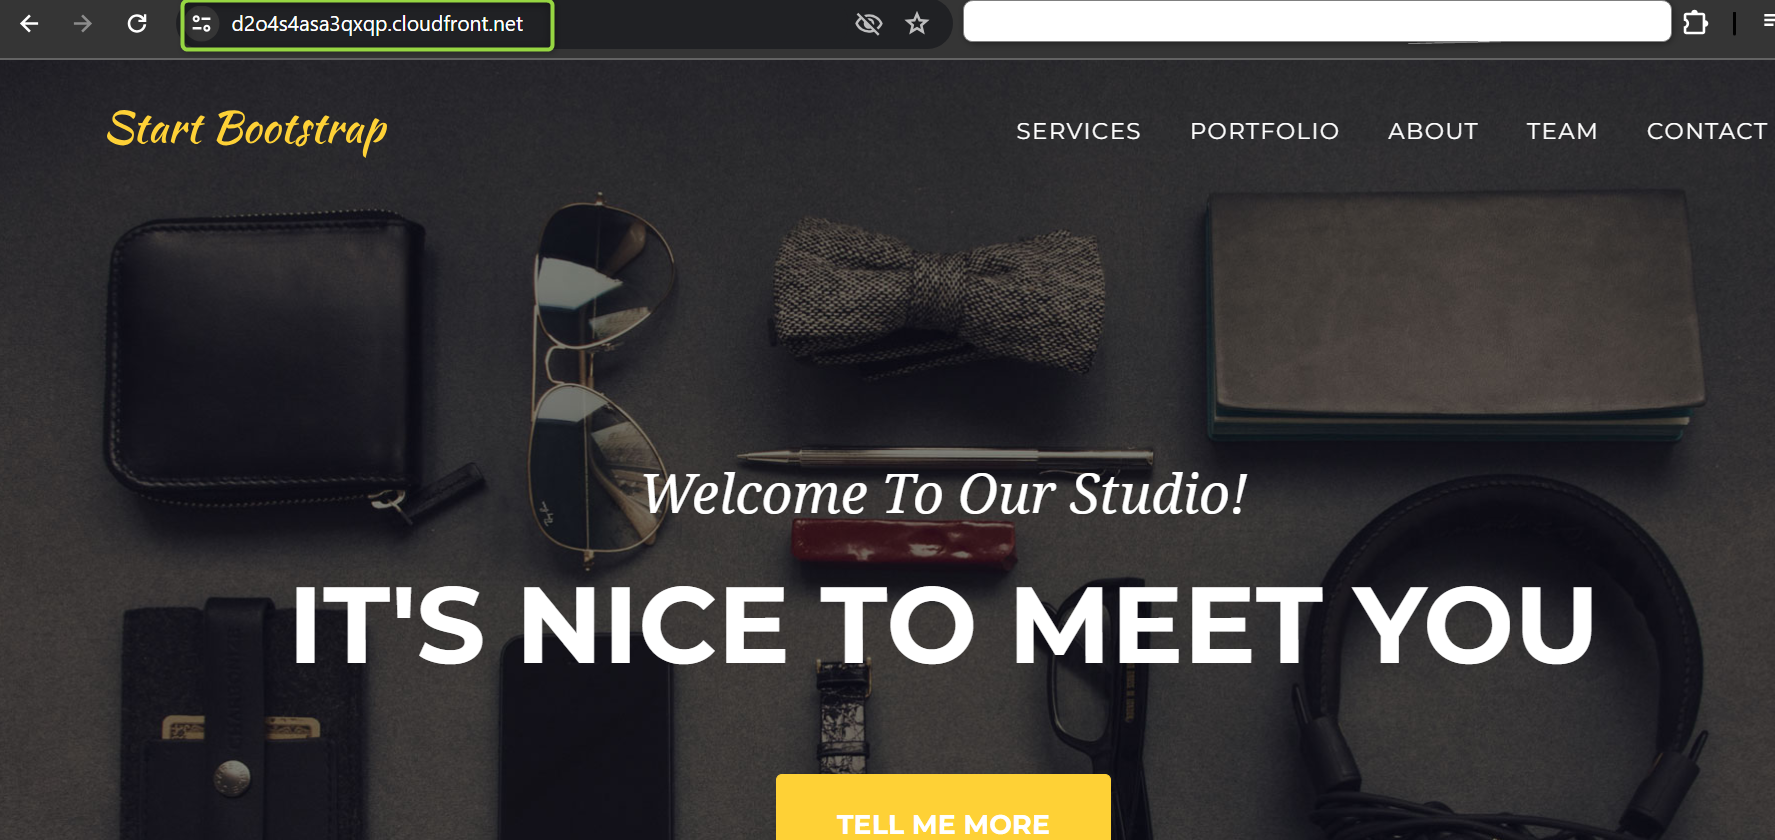 d2o4s4asa3qxqp.cloudfront.net
Start Bootstrap
SERVICES PORTFOLIO ABOUT TEAM CONTACT
Welcome To Our Studio!
IT'S NICE TO MEET YOU
TELL ME MORE